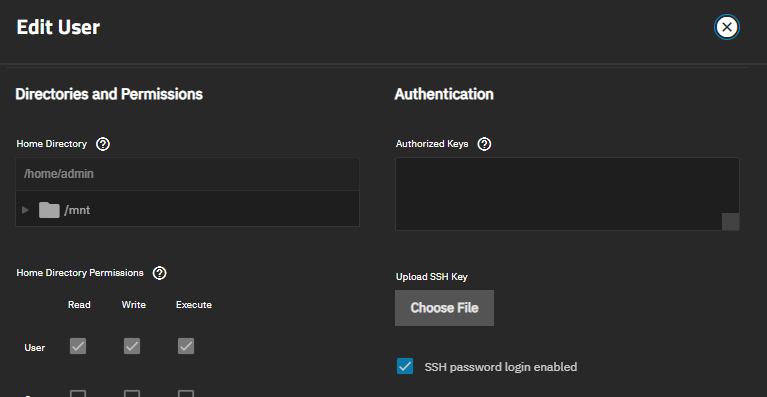 Edit User
Directories and Permissions
Home Directory
/home/admin
/mnt
Home Directory Permissions
Read Write Execute
User
Authentication
Authorized Keys
Upload SSH Key
Choose File
SSH password login enabled